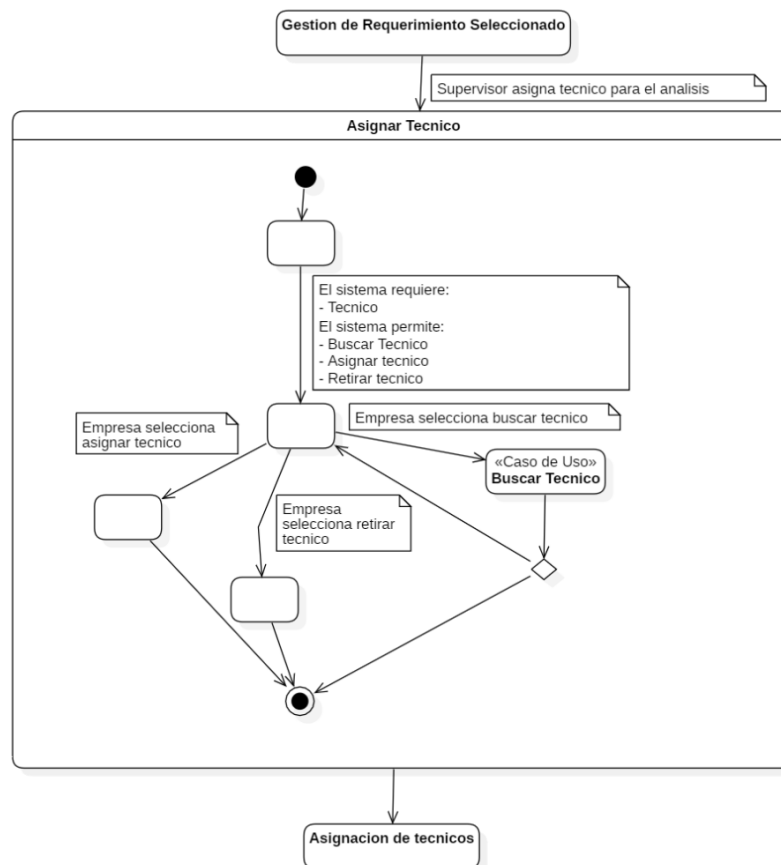 Gestion de Requerimiento Seleccionado
Supervisor asigna tecnico para el analisis
Asignar Tecnico
El sistema requiere:
- Tecnico
El sistema permite:
- Buscar Tecnico
- Asignar tecnico
- Retirar tecnico
Empresa selecciona
asignar tecnico
Empresa selecciona buscar tecnico
«Caso de Uso»
Buscar Tecnico
Empresa
selecciona retirar
tecnico
Asignacion de tecnicos